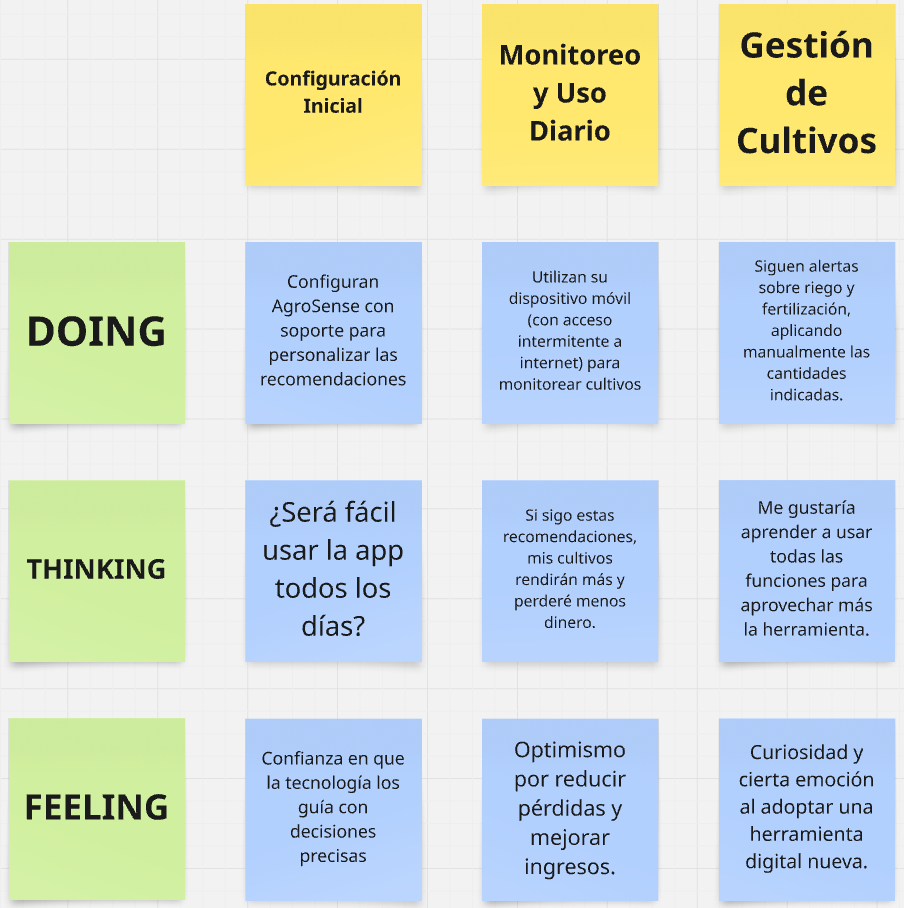 Configuración
Inicial
Monitoreo
y Uso
Diario
Gestión
de
Cultivos
DOING
Configuran
AgroSense con
soporte para
personalizar las
recomendaciones
Utilizan su
dispositivo móvil
(con acceso
intermitente a
internet) para
monitorear cultivos
Siguen alertas
sobre riego y
fertilización,
aplicando
manualmente las
cantidades
indicadas.
THINKING
¿Será fácil
usar la app
todos los
días?
Si sigo estas
recomendaciones,
mis cultivos
rendirán más y
perderé menos
dinero.
Me gustaría
aprender a usar
todas las
funciones para
aprovechar más
la herramienta.
FEELING
Confianza en que
la tecnología los
guía con
decisiones
precisas
Optimismo
por reducir
pérdidas y
mejorar
ingresos.
Curiosidad y
cierta emoción
al adoptar una
herramienta
digital nueva.